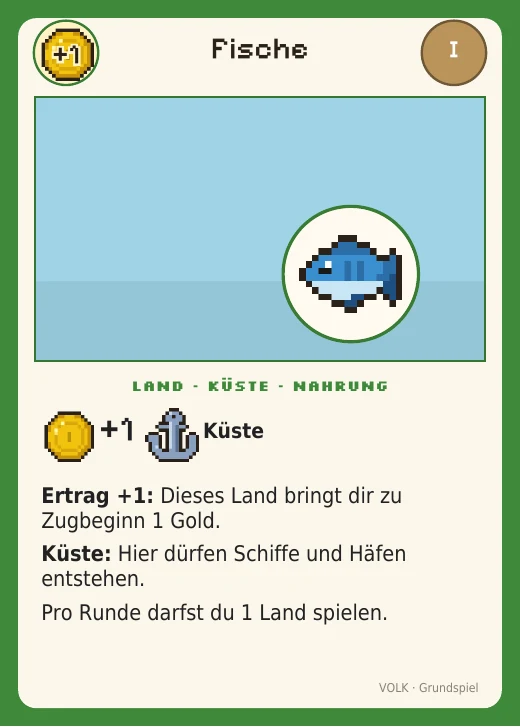 +1
Fische
I
LAND - KÜSTE - NAHRUNG
+1 Küste
Ertrag +1: Dieses Land bringt dir zu
Zugbeginn 1 Gold.
Küste: Hier dürfen Schiffe und Häfen
entstehen.
Pro Runde darfst du 1 Land spielen.
VOLK · Grundspiel